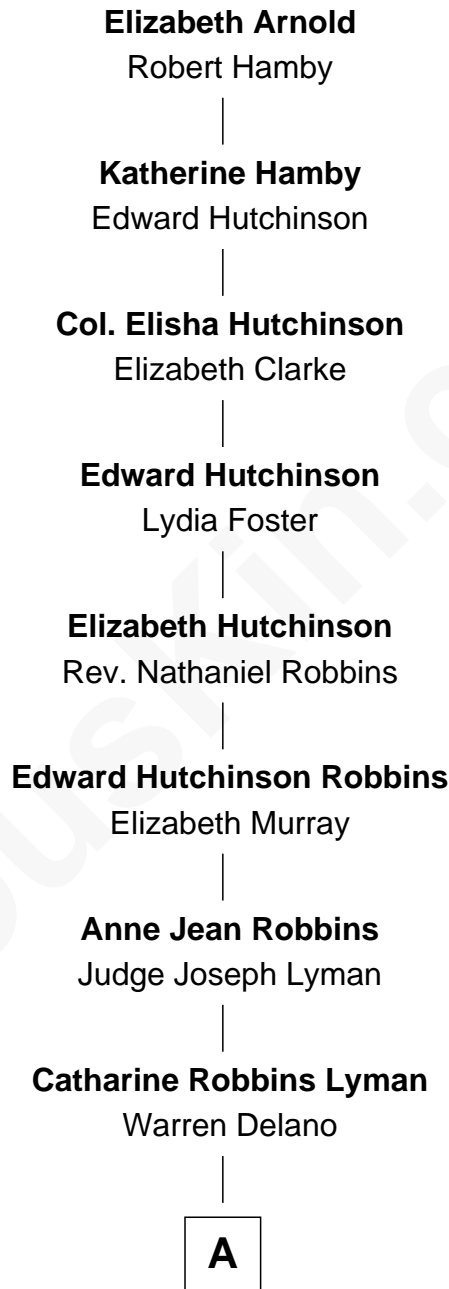 Elizabeth Arnold
Robert Hamby
Katherine Hamby
Edward Hutchinson
Col. Elisha Hutchinson
Elizabeth Clarke
Edward Hutchinson
Lydia Foster
Elizabeth Hutchinson
Rev. Nathaniel Robbins
Edward Hutchinson Robbins
Elizabeth Murray
Anne Jean Robbins
Judge Joseph Lyman
Catharine Robbins Lyman
Warren Delano
A